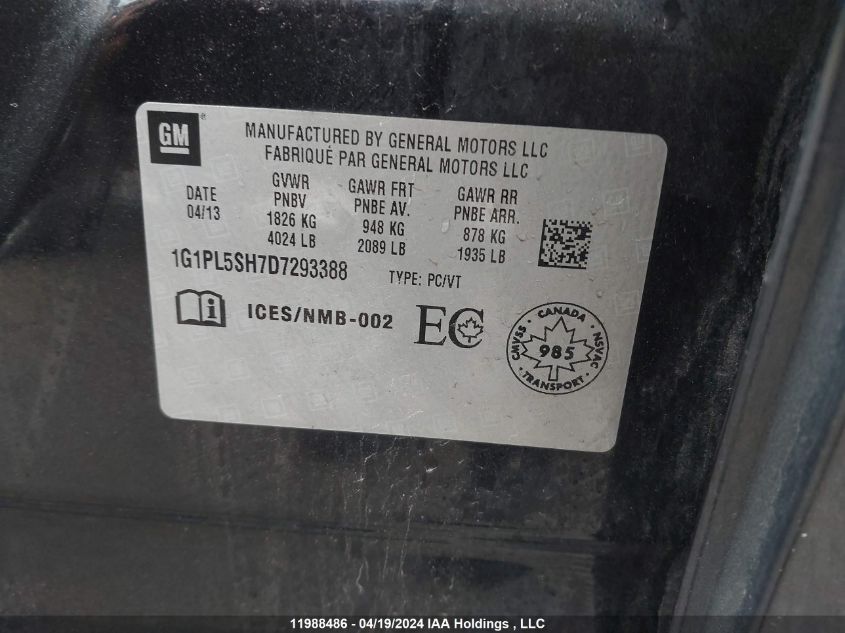 GM
MANUFACTURED BY GENERAL MOTORS LLC
FABRIQUÉ PAR GENERAL MOTORS LLC
DATE
04/13
GVWR
PNBV
1826 KG
4024 LB
GAWR FRT
PNBE AV.
948 KG
2089 LB
GAWR RR
PNBE ARR.
878 KG
1935 LB
1G1PL5SH7D7293388
TYPE: PC/VT
ICES/NMB-002
EC
· CANADA ·
CMVSS
985
NSVAC
· TRANSPORT ·
11988486 - 04/19/2024 IAA Holdings , LLC